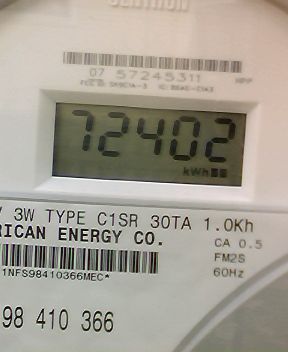 CENTRON
07 57245311
72402
kWh
3W TYPE C1SR 30TA 1.0Kh
RICAN ENERGY CO.
CA 0.5
FM2S
60Hz
1NFS98410366MEC*
98 410 366